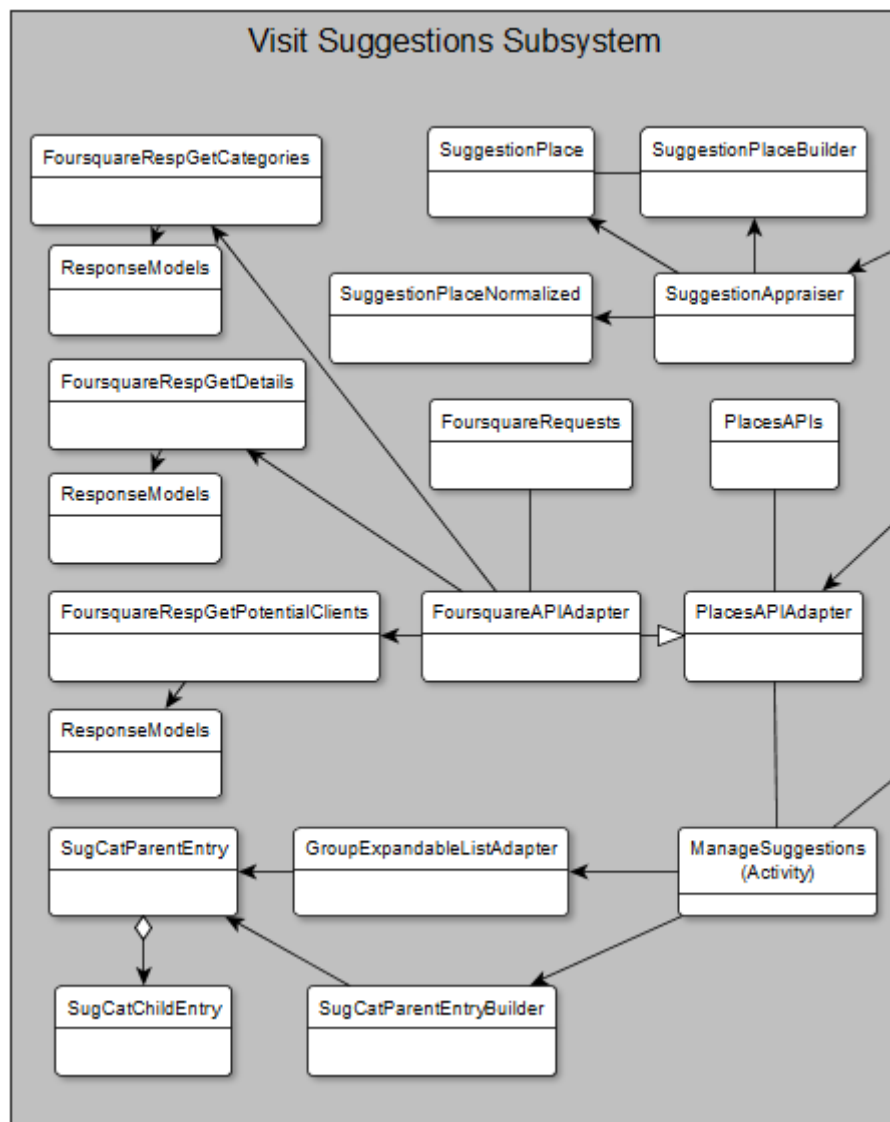 Visit Suggestions Subsystem
FoursquareRespGetCategories
SuggestionPlace
SuggestionPlaceBuilder
ResponseModels
SuggestionPlaceNormalized
SuggestionAppraiser
FoursquareRespGetDetails
FoursquareRequests
PlacesAPIs
ResponseModels
FoursquareRespGetPotentialClients
FoursquareAPIAdapter
PlacesAPIAdapter
ResponseModels
SugCatParentEntry
GroupExpandableListAdapter
ManageSuggestions
(Activity)
SugCatChildEntry
SugCatParentEntryBuilder